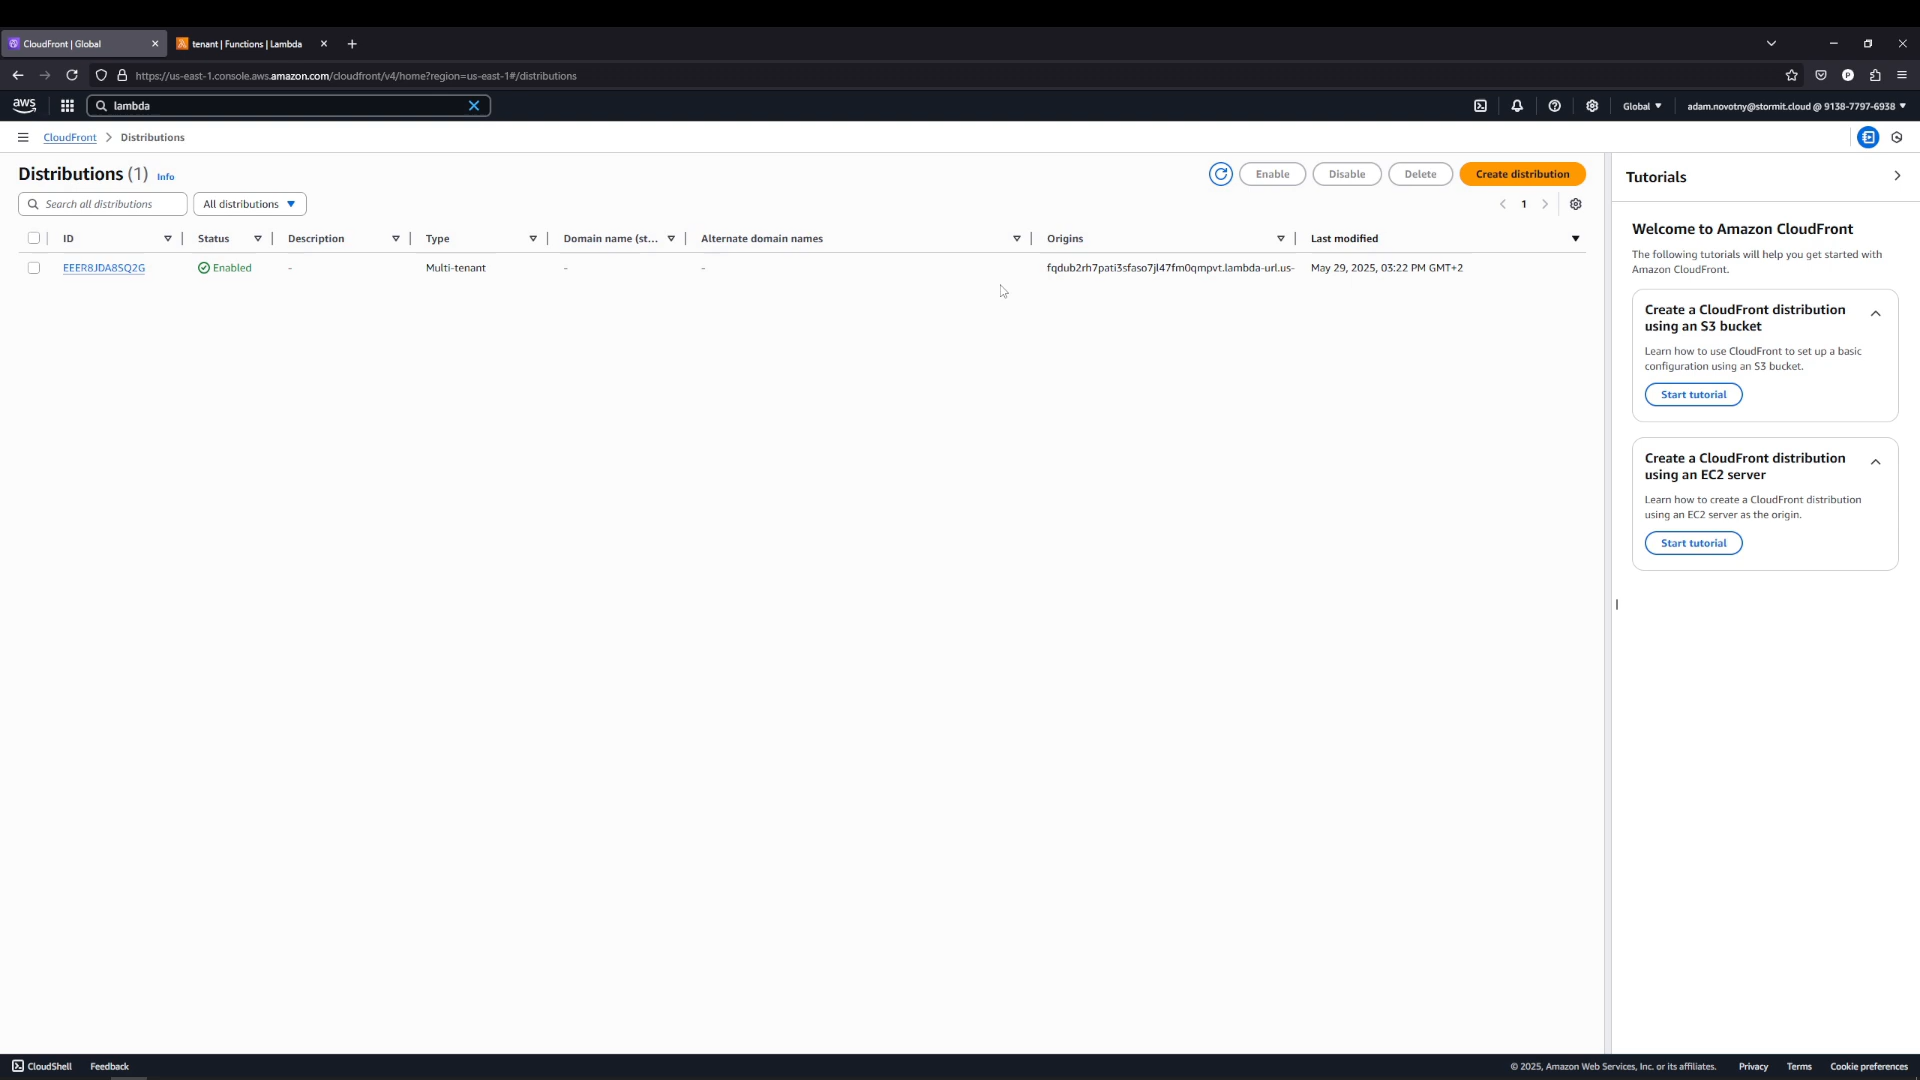 CloudFront | Global
tenant | Functions | Lambda
https://us-east-1.console.aws.amazon.com/cloudfront/v4/home?region=us-east-1#/distributions
aws
lambda
Global
adam.novotny@stormit.cloud @ 9138-7797-6938
CloudFront > Distributions
Distributions (1) Info
Enable
Disable
Delete
Create distribution
Search all distributions
All distributions
1
ID
Status
Description
Type
Domain name (st...
Alternate domain names
Origins
Last modified
EEER8JDA8SQ2G
Enabled
-
Multi-tenant
-
-
fqdub2rh7pati3sfaso7jl47fm0qmpvt.lambda-url.us-
May 29, 2025, 03:22 PM GMT+2
Tutorials
Welcome to Amazon CloudFront
The following tutorials will help you get started with
Amazon CloudFront.
Create a CloudFront distribution
using an S3 bucket
Learn how to use CloudFront to set up a basic
configuration using an S3 bucket.
Start tutorial
Create a CloudFront distribution
using an EC2 server
Learn how to create a CloudFront distribution
using an EC2 server as the origin.
Start tutorial
CloudShell
Feedback
© 2025, Amazon Web Services, Inc. or its affiliates.
Privacy
Terms
Cookie preferences